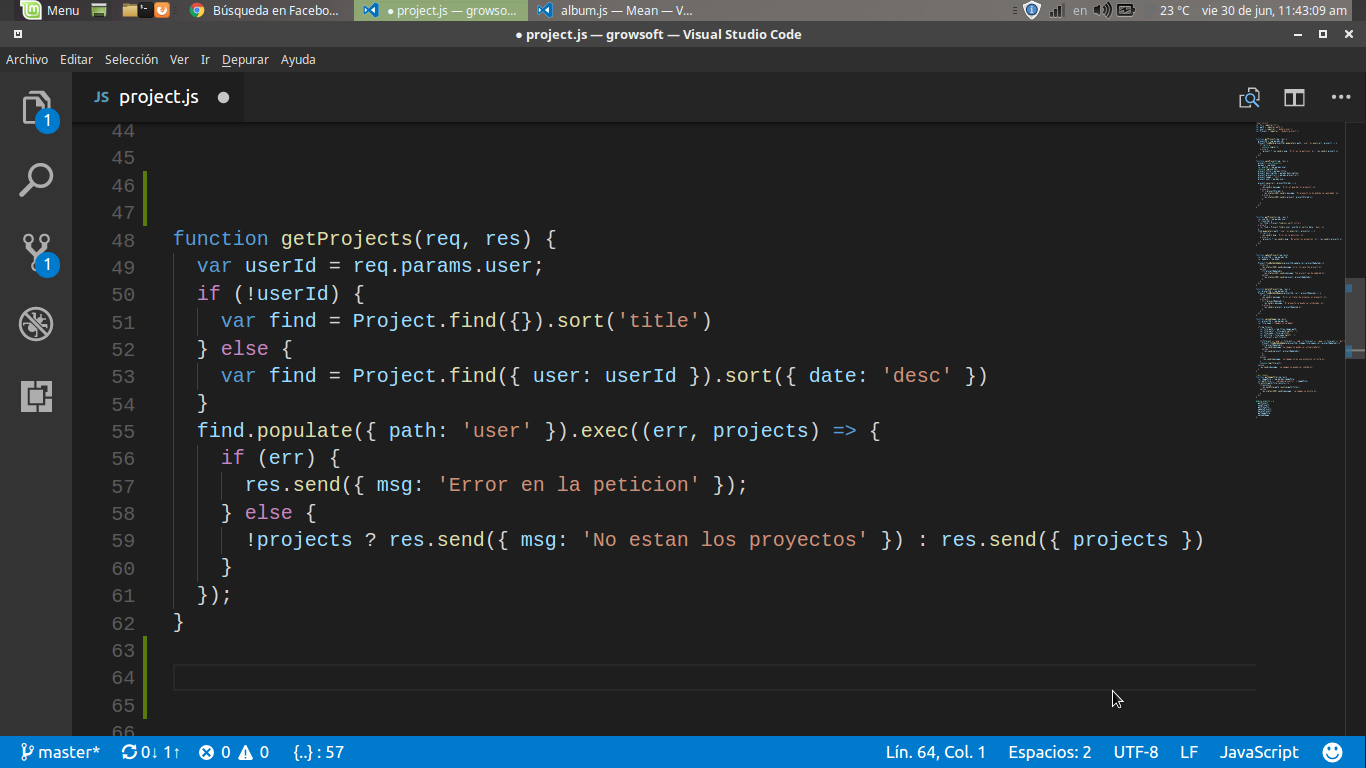 Menu Búsqueda en Facebo... ● project.js — growso... album.js — Mean — V... en 23 °C vie 30 de jun, 11:43:09 am
● project.js — growsoft — Visual Studio Code
Archivo Editar Selección Ver Ir Depurar Ayuda
JS project.js ●
1
1
44
45
46
47
48 function getProjects(req, res) {
49 var userId = req.params.user;
50 if (!userId) {
51 var find = Project.find({}).sort('title')
52 } else {
53 var find = Project.find({ user: userId }).sort({ date: 'desc' })
54 }
55 find.populate({ path: 'user' }).exec((err, projects) => {
56 if (err) {
57 res.send({ msg: 'Error en la peticion' });
58 } else {
59 !projects ? res.send({ msg: 'No estan los proyectos' }) : res.send({ projects })
60 }
61 });
62 }
63
64
65
66
master* 0↓ 1↑ 0 0 {..} : 57 Lín. 64, Col. 1 Espacios: 2 UTF-8 LF JavaScript